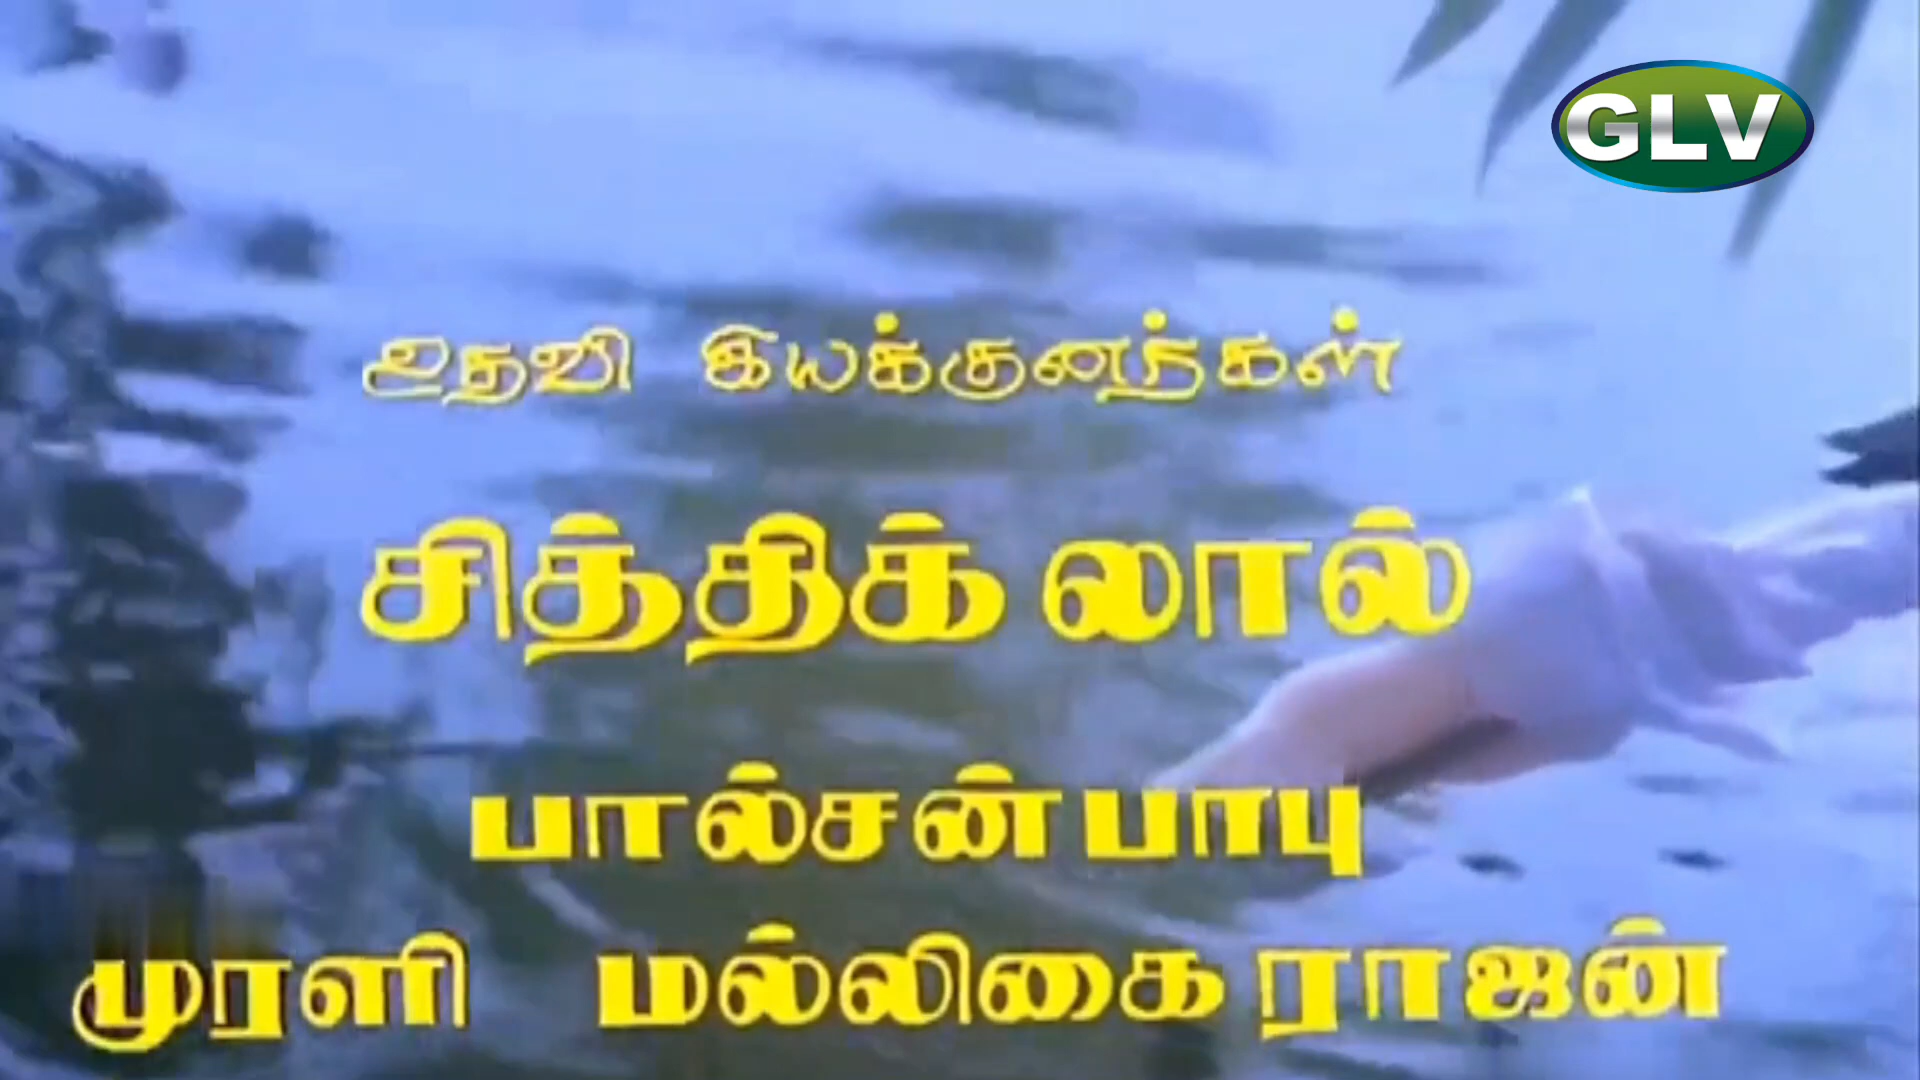 GLV
உதவி இயக்குனர்கள்
சித்திக் லால்
பால்சன் பாபு
முரளி மல்லிகை ராஜன்